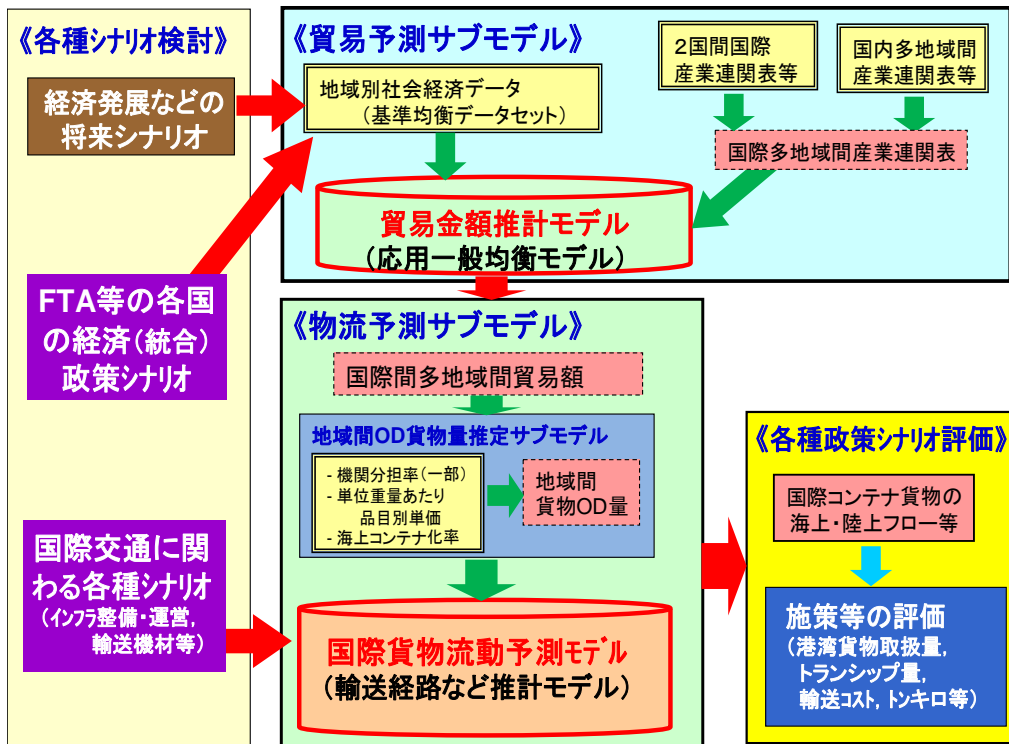 《各種シナリオ検討》
経済発展などの
将来シナリオ
FTA等の各国
の経済（統合）
政策シナリオ
国際交通に関
わる各種シナリオ
（インフラ整備・運営，
輸送機材等）
《貿易予測サブモデル》
地域別社会経済データ
（基準均衡データセット）
2国間国際
産業連関表等
国内多地域間
産業連関表等
国際多地域間産業連関表
貿易金額推計モデル
（応用一般均衡モデル）
《物流予測サブモデル》
国際間多地域間貿易額
地域間OD貨物量推定サブモデル
- 機関分担率（一部）
- 単位重量あたり
品目別単価
- 海上コンテナ化率
地域間
貨物OD量
国際貨物流動予測モデル
（輸送経路など推計モデル）
《各種政策シナリオ評価》
国際コンテナ貨物の
海上・陸上フロー等
施策等の評価
（港湾貨物取扱量，
トランシップ量，
輸送コスト，トンキロ等）